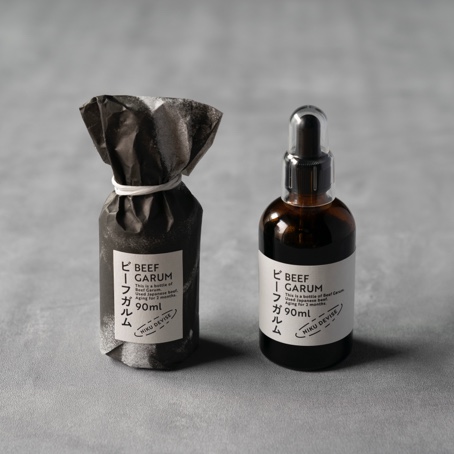 ビーフガルム
BEEF
GARUM
This is a bottle of
Beef Garum.
Used Japanese beef.
Aging for 3 months.
90ml
NIKU DEVISE
ビーフガルム
BEEF
GARUM
This is a bottle of Beef Garum.
Used Japanese beef.
Aging for 3 months.
90ml
NIKU DEVISE